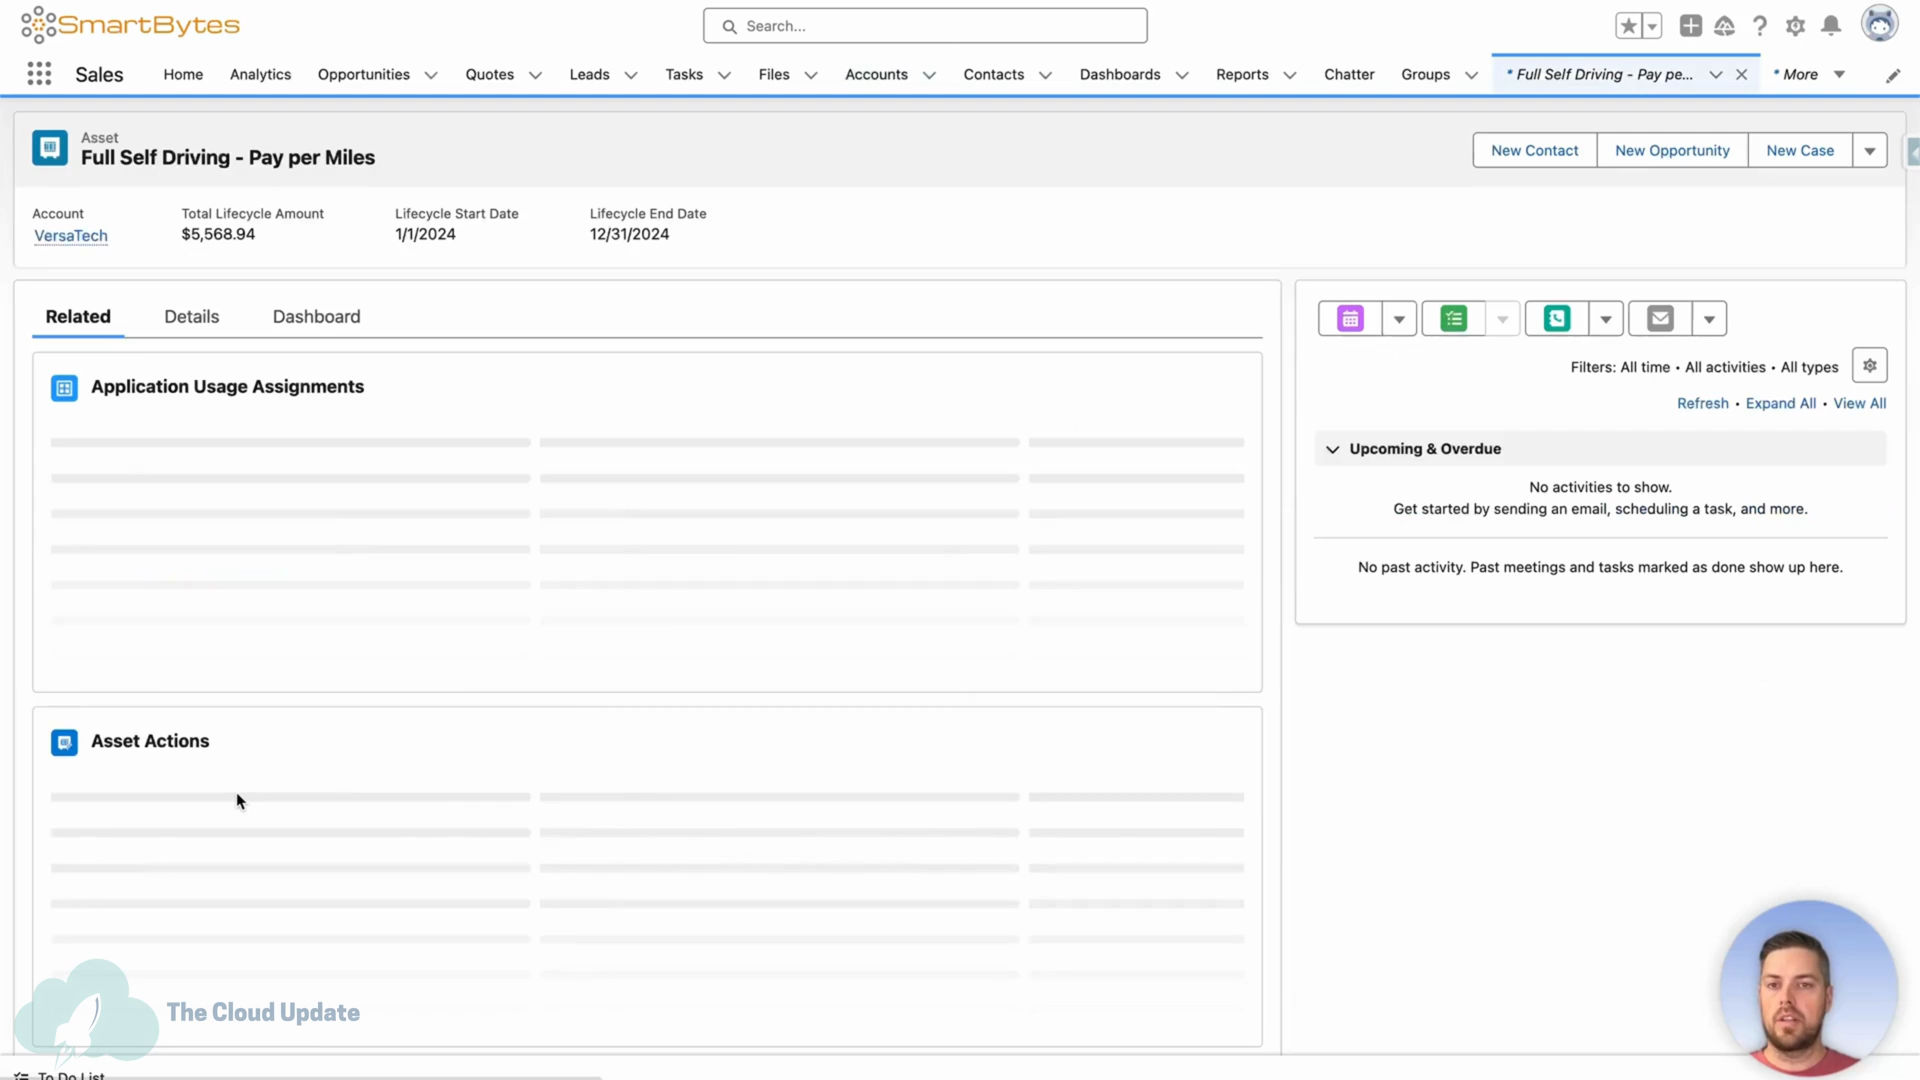 SmartBytes
Search...
Sales
Home
Analytics
Opportunities
Quotes
Leads
Tasks
Files
Accounts
Contacts
Dashboards
Reports
Chatter
Groups
* Full Self Driving - Pay pe...
* More
Asset
Full Self Driving - Pay per Miles
New Contact
New Opportunity
New Case
Account
Total Lifecycle Amount
Lifecycle Start Date
Lifecycle End Date
VersaTech
$5,568.94
1/1/2024
12/31/2024
Related
Details
Dashboard
Application Usage Assignments
Asset Actions
Filters: All time • All activities • All types
Refresh • Expand All • View All
Upcoming & Overdue
No activities to show.
Get started by sending an email, scheduling a task, and more.
No past activity. Past meetings and tasks marked as done show up here.
The Cloud Update
To Do List